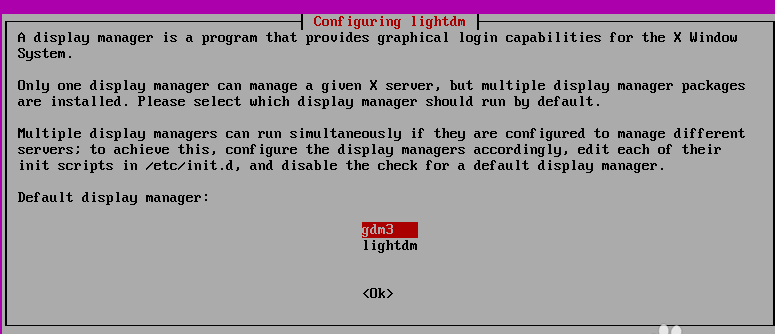 Configuring lightdm
A display manager is a program that provides graphical login capabilities for the X Window
System.
Only one display manager can manage a given X server, but multiple display manager packages
are installed. Please select which display manager should run by default.
Multiple display managers can run simultaneously if they are configured to manage different
servers; to achieve this, configure the display managers accordingly, edit each of their
init scripts in /etc/init.d, and disable the check for a default display manager.
Default display manager:
gdm3
lightdm
<Ok>